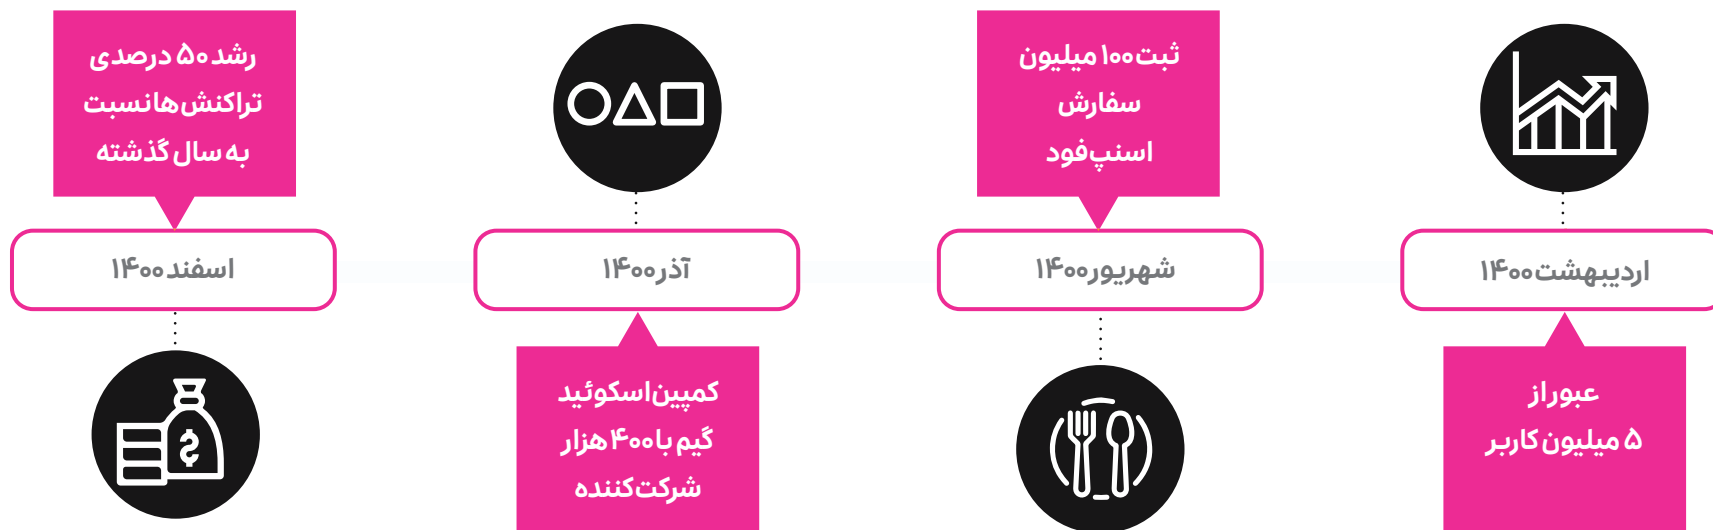 اردیبهشت ۱۴۰۰
عبور از
۵ میلیون کاربر
ثبت ۱۰۰ میلیون
سفارش
اسنپ‌فود
شهریور ۱۴۰۰
آذر ۱۴۰۰
کمپین اسکوئید
گیم با ۴۰۰ هزار
شرکت‌کننده
رشد ۵۰ درصدی
تراکنش‌ها نسبت
به سال گذشته
اسفند ۱۴۰۰
$